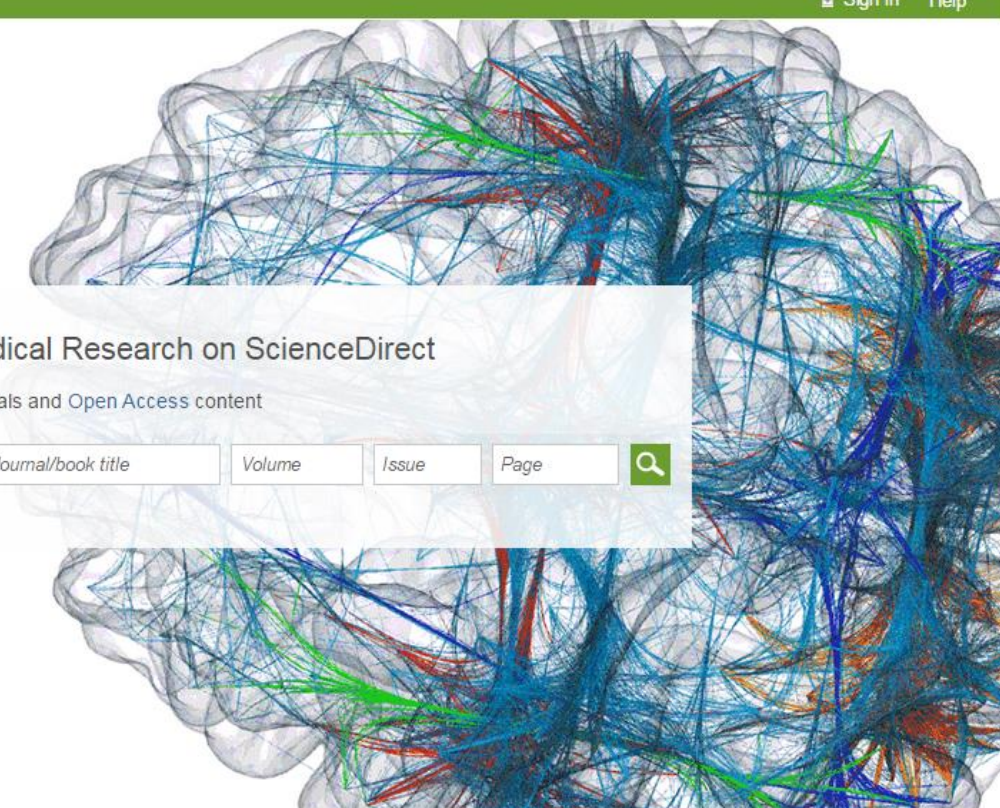 Sign in Help
dical Research on ScienceDirect
als and Open Access content
Journal/book title Volume Issue Page